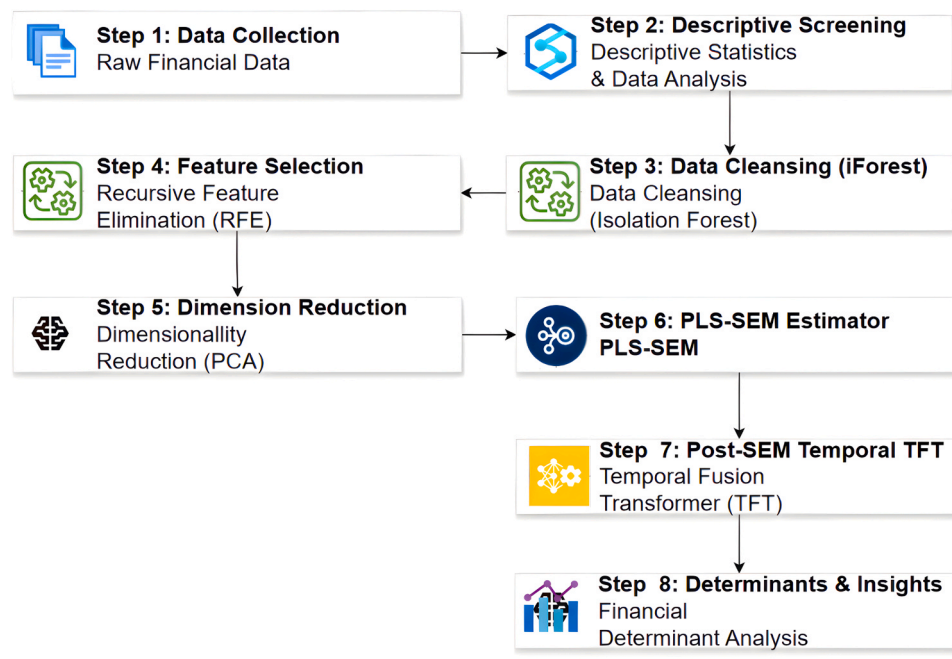 Step 1: Data Collection
Raw Financial Data
Step 2: Descriptive Screening
Descriptive Statistics
& Data Analysis
Step 3: Data Cleansing (iForest)
Data Cleansing
(Isolation Forest)
Step 4: Feature Selection
Recursive Feature
Elimination (RFE)
Step 5: Dimension Reduction
Dimensionallity
Reduction (PCA)
Step 6: PLS-SEM Estimator
PLS-SEM
Step 7: Post-SEM Temporal TFT
Temporal Fusion
Transformer (TFT)
Step 8: Determinants & Insights
Financial
Determinant Analysis